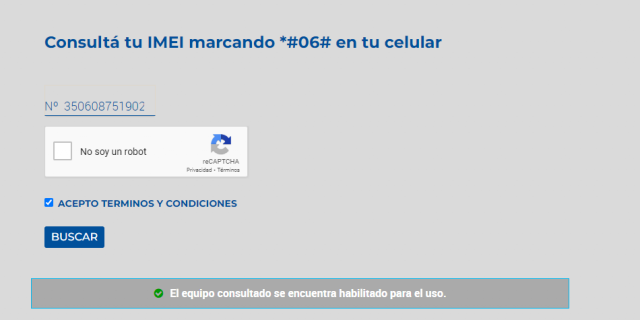 Consultá tu IMEI marcando *#06# en tu celular
Nº 350608751902
No soy un robot
reCAPTCHA
Privacidad - Términos
ACEPTO TERMINOS Y CONDICIONES
BUSCAR
El equipo consultado se encuentra habilitado para el uso.